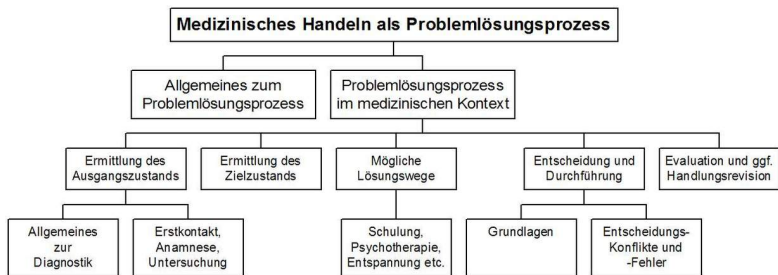 Medizinisches Handeln als Problemlösungsprozess
Allgemeines zum
Problemlösungsprozess
Problemlösungsprozess
im medizinischen Kontext
Ermittlung des
Ausgangszustands
Ermittlung des
Zielzustands
Mögliche
Lösungswege
Entscheidung und
Durchführung
Evaluation und ggf.
Handlungsrevision
Allgemeines
zur
Diagnostik
Erstkontakt,
Anamnese,
Untersuchung
Schulung,
Psychotherapie,
Entspannung etc.
Grundlagen
Entscheidungs-
Konflikte und
-Fehler